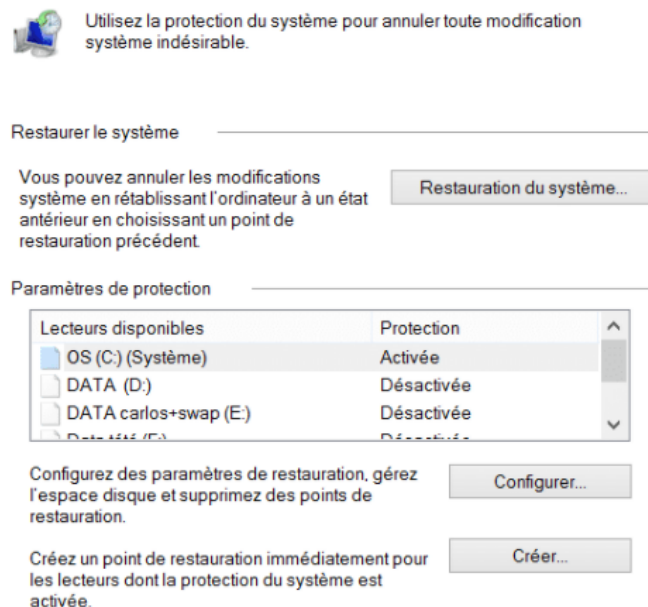 Utilisez la protection du système pour annuler toute modification
système indésirable.
Restaurer le système
Vous pouvez annuler les modifications
système en rétablissant l'ordinateur à un état
antérieur en choisissant un point de
restauration précédent.
Restauration du système...
Paramètres de protection
Lecteurs disponibles Protection
OS (C:) (Système) Activée
DATA (D:) Désactivée
DATA carlos+swap (E:) Désactivée
Configurez des paramètres de restauration, gérez
l'espace disque et supprimez des points de
restauration.
Configurer...
Créez un point de restauration immédiatement pour
les lecteurs dont la protection du système est
activée.
Créer...